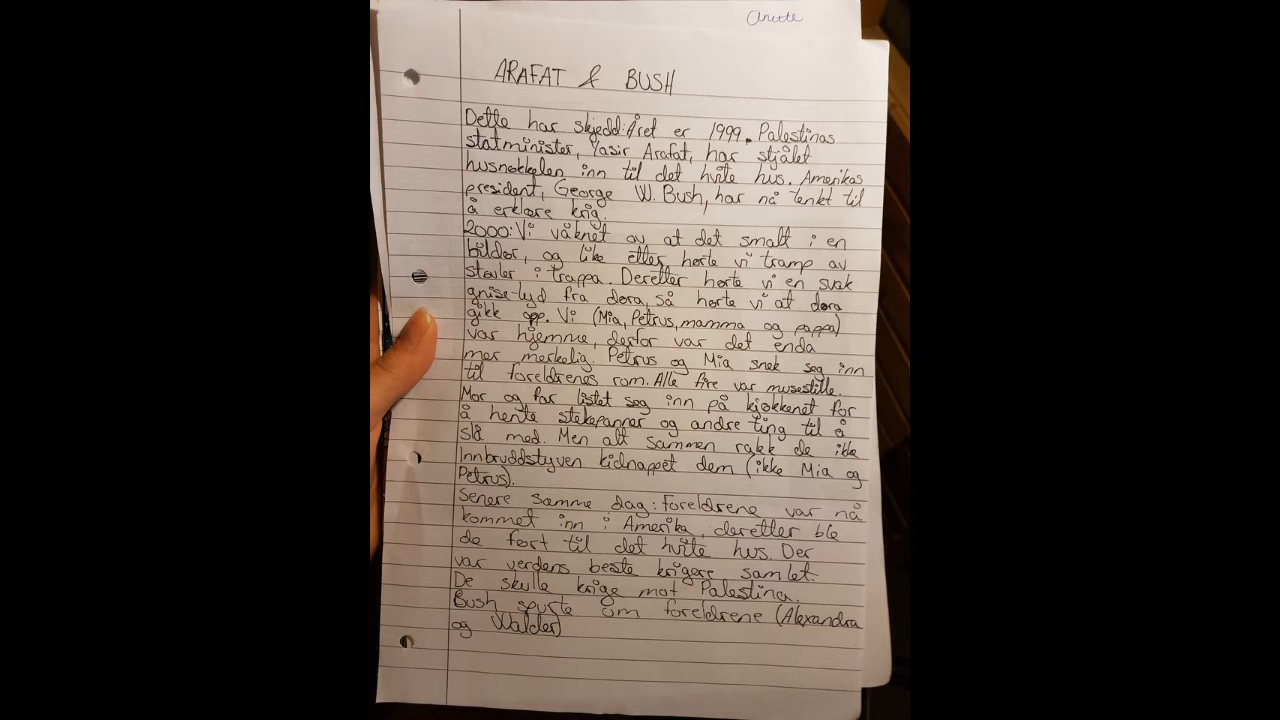 Anette
ARAFAT & BUSH
Dette har skjedd: Året er 1999. Palestinas
statminister, Yasir Arafat, har stjålet
husnøkkelen inn til det hvite hus. Amerikas
president, George W. Bush, har nå tenkt til
å erklære krig.
2000: Vi våknet av at det smalt i en
bildør, og like etter hørte vi tramp av
støvler i trappa. Deretter hørte vi en svak
gnise-lyd fra døra, så hørte vi at døra
gikk opp. Vi (Mia, Petrus, mamma og pappa)
var hjemme, derfor var det enda
mer merkelig. Petrus og Mia snek seg inn
til foreldrenes rom. Alle fire var musestille.
Mor og far listet seg inn på kjøkkenet for
å hente stekepanner og andre ting til å
slå med. Men alt sammen rakk de ikke
Innbruddstyven kidnappet dem (ikke Mia og
Petrus).
Senere samme dag: foreldrene var nå
kommet inn i Amerika, deretter ble
de ført til det hvite hus. Der
var verdens beste krigere samlet.
De skulle krige mot Palestina.
Bush spurte om foreldrene (Alexandra
og Walder)